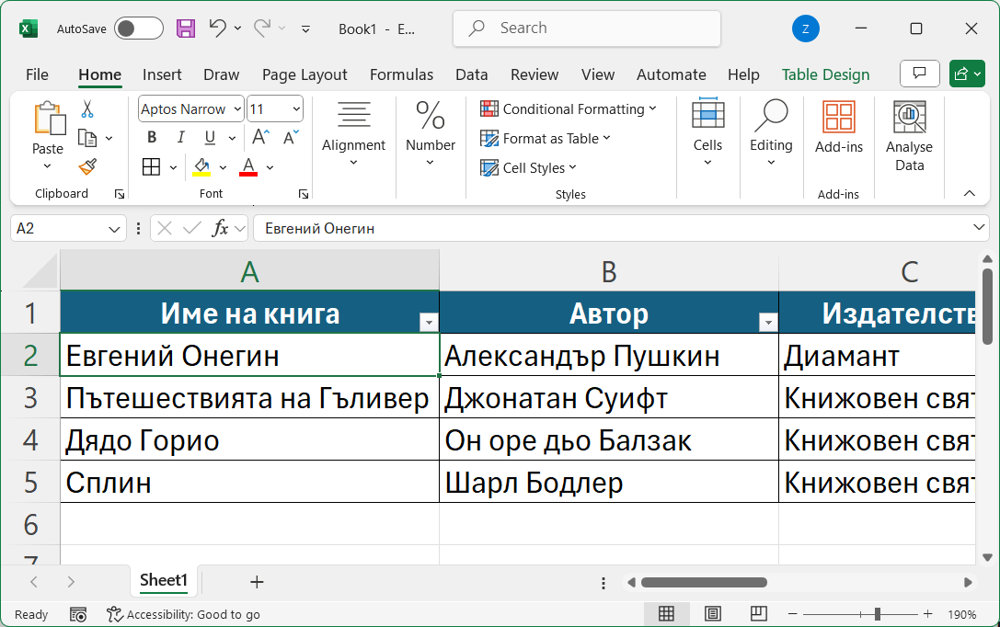 AutoSave Book1 - E... Search Z
File Home Insert Draw Page Layout Formulas Data Review View Automate Help Table Design
Paste
Clipboard
Aptos Narrow 11
B I U A A
A
Font
Alignment
Number
Conditional Formatting
Format as Table
Cell Styles
Styles
Cells
Editing
Add-ins
Add-ins
Analyse
Data
A2 fx Евгений Онегин
A B C
1 Име на книга Автор Издателств
2 Евгений Онегин Александър Пушкин Диамант
3 Пътешествията на Гъливер Джонатан Суифт Книжовен свят
4 Дядо Горио Он оре дьо Балзак Книжовен свят
5 Сплин Шарл Бодлер Книжовен свят
6
7
Sheet1
Ready Accessibility: Good to go 190%